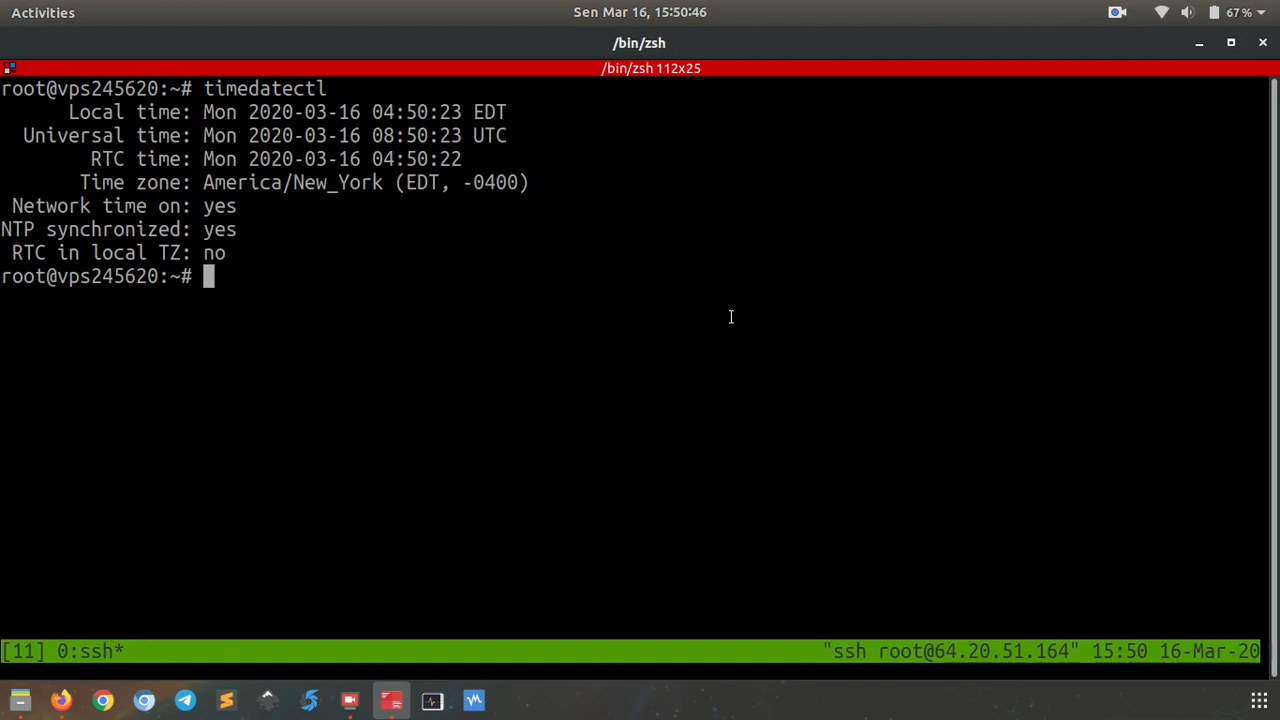 Activities
Sen Mar 16, 15:50:46
67%
/bin/zsh
/bin/zsh 112x25
root@vps245620:~# timedatectl
Local time: Mon 2020-03-16 04:50:23 EDT
Universal time: Mon 2020-03-16 08:50:23 UTC
RTC time: Mon 2020-03-16 04:50:22
Time zone: America/New_York (EDT, -0400)
Network time on: yes
NTP synchronized: yes
RTC in local TZ: no
root@vps245620:~#
[11] 0:ssh*
"ssh root@64.20.51.164" 15:50 16-Mar-20